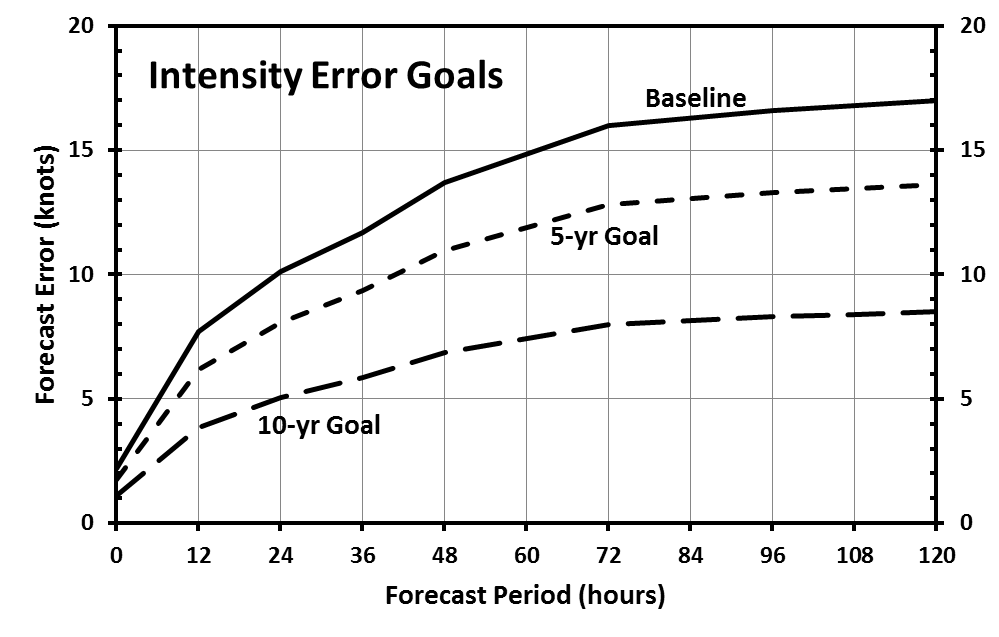 Intensity Error Goals
20
15
10
5
0
20
15
10
5
0
Forecast Error (knots)
Baseline
5-yr Goal
10-yr Goal
0 12 24 36 48 60 72 84 96 108 120
Forecast Period (hours)